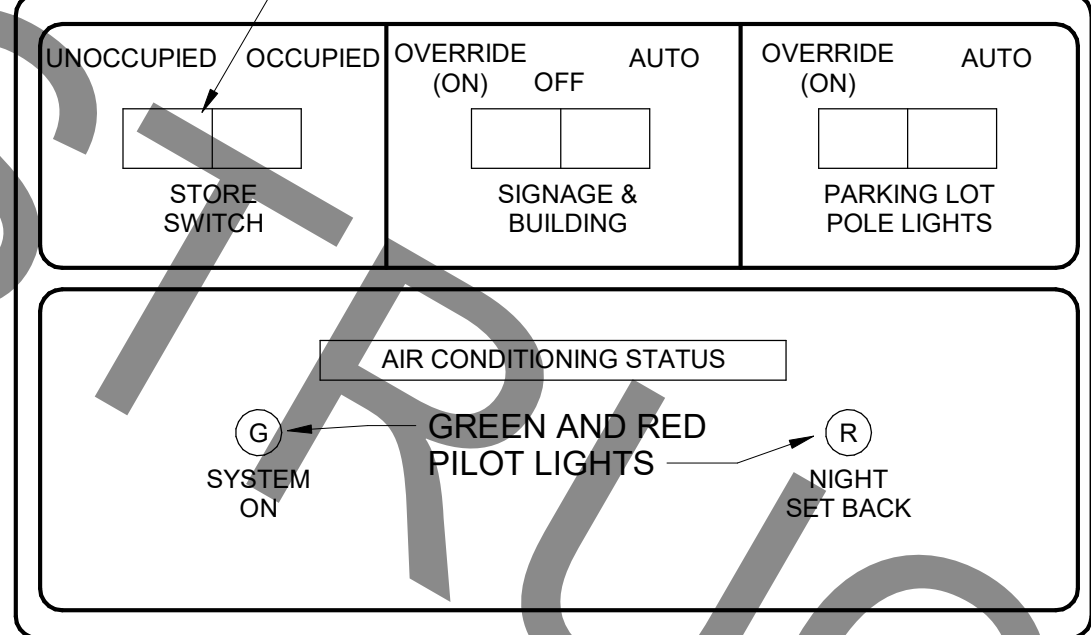 UNOCCUPIED OCCUPIED
STORE
SWITCH
OVERRIDE
(ON) OFF AUTO
SIGNAGE &
BUILDING
OVERRIDE
(ON) AUTO
PARKING LOT
POLE LIGHTS
AIR CONDITIONING STATUS
G
SYSTEM
ON
GREEN AND RED
PILOT LIGHTS
R
NIGHT
SET BACK